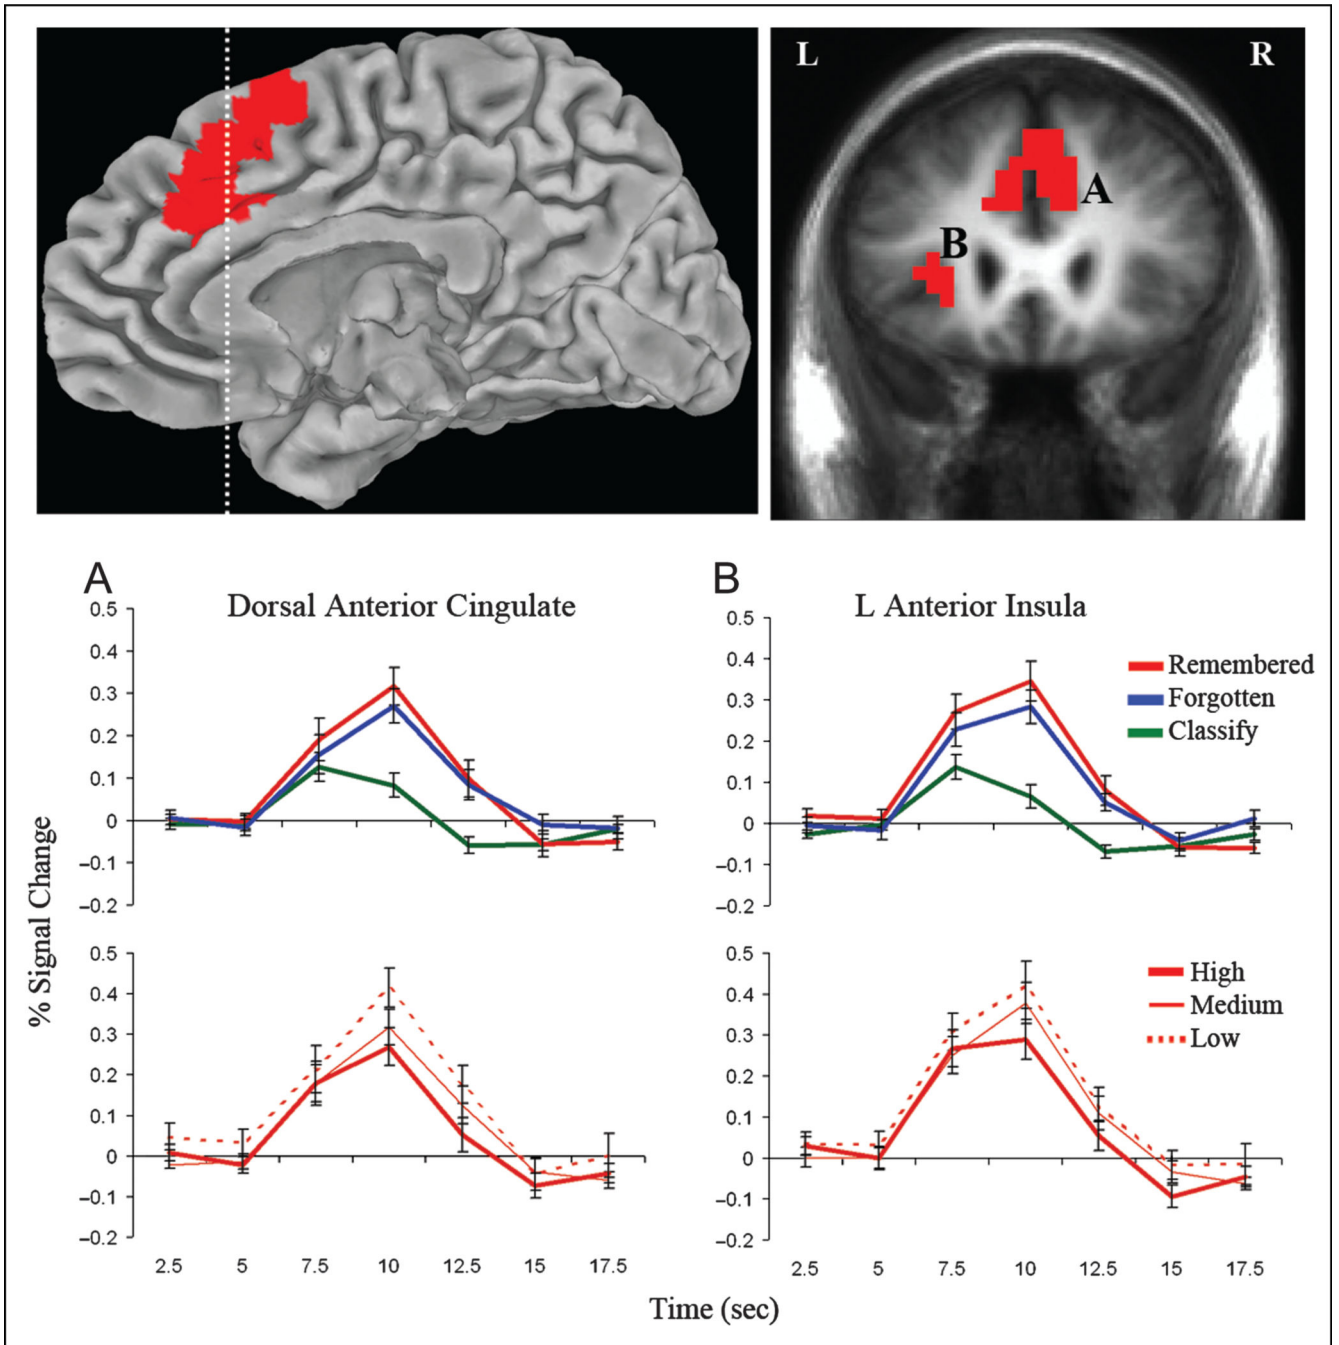 L R
A
B
A B
Dorsal Anterior Cingulate L Anterior Insula
0.5
0.4
0.3
0.2
0.1
0
–0.1
–0.2
0.5
0.4
0.3
0.2
0.1
0
–0.1
–0.2
Remembered
Forgotten
Classify
% Signal Change
0.5
0.4
0.3
0.2
0.1
0
–0.1
–0.2
0.5
0.4
0.3
0.2
0.1
0
–0.1
–0.2
High
Medium
Low
2.5 5 7.5 10 12.5 15 17.5 2.5 5 7.5 10 12.5 15 17.5
Time (sec)